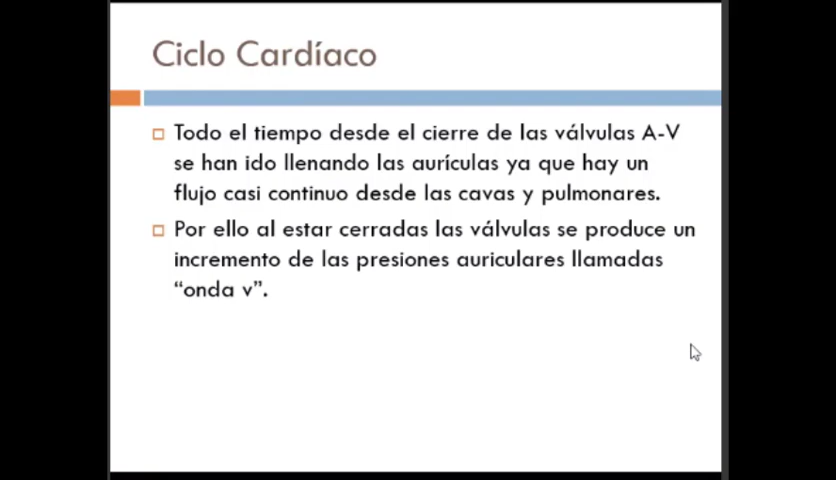 Ciclo Cardíaco
Todo el tiempo desde el cierre de las válvulas A-V
se han ido llenando las aurículas ya que hay un
flujo casi continuo desde las cavas y pulmonares.
Por ello al estar cerradas las válvulas se produce un
incremento de las presiones auriculares llamadas
“onda v”.